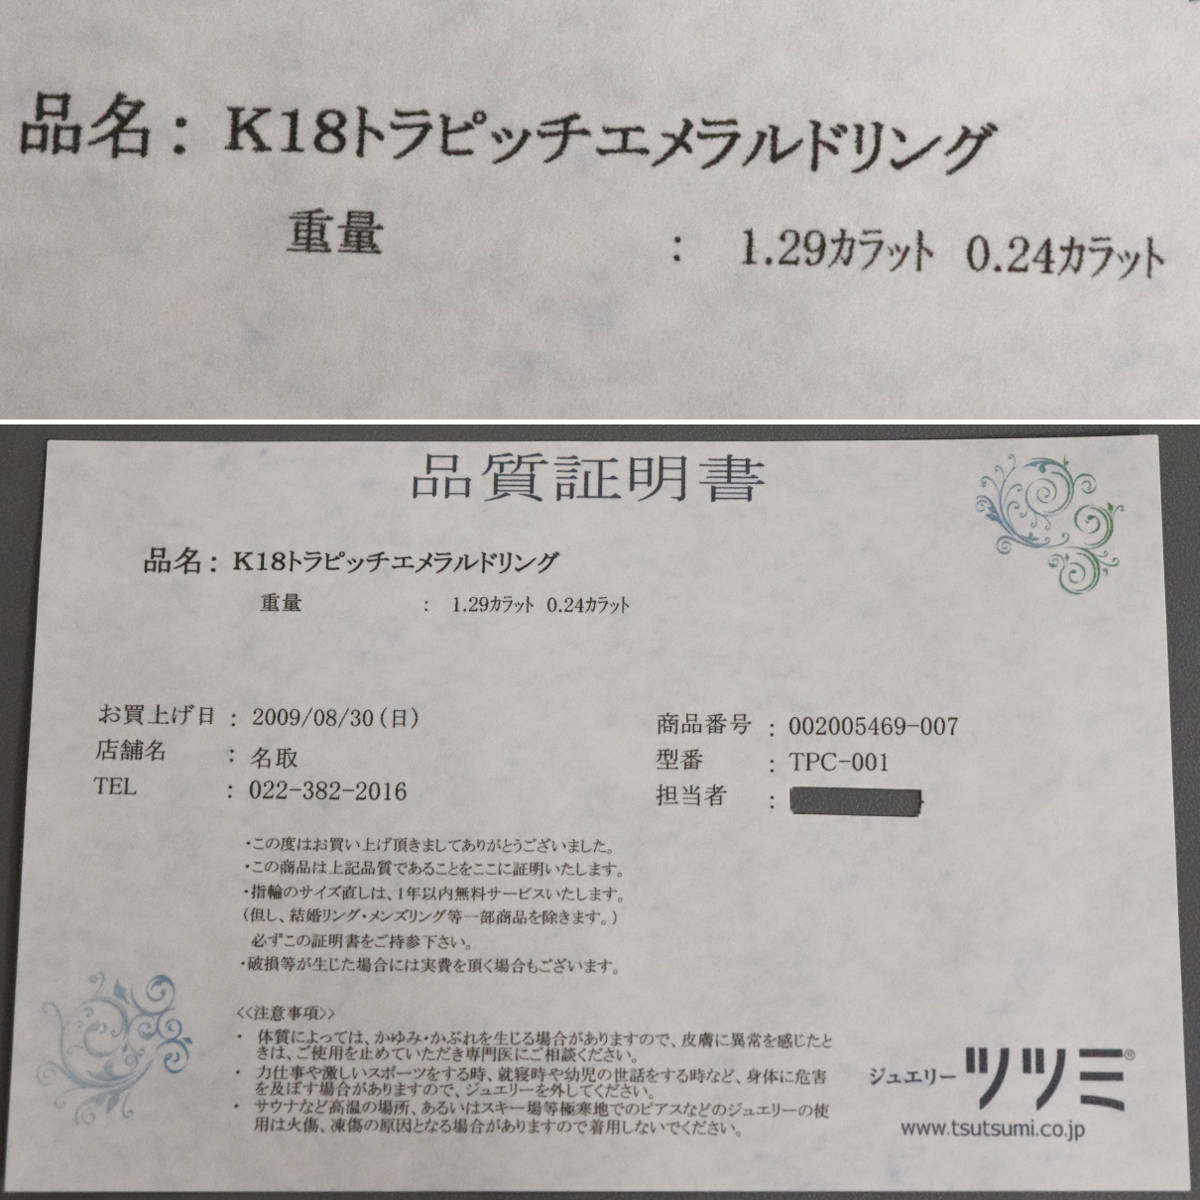 品名: K18トラピッチエメラルドリング
重量 : 1.29カラット 0.24カラット
品質証明書
品名: K18トラピッチエメラルドリング
重量 : 1.29カラット 0.24カラット
お買上げ日 : 2009/08/30(日)
店舗名 : 名取
TEL : 022-382-2016
商品番号 : 002005469-007
型番 : TPC-001
担当者 :
・この度はお買い上げ頂きましてありがとうございました。
・この商品は上記品質であることをここに証明いたします。
・指輪のサイズ直しは、1年以内無料サービスいたします。
(但し、結婚リング・メンズリング等一部商品を除きます。)
必ずこの証明書をご持参下さい。
・破損等が生じた場合には実費を頂く場合もございます。
<<注意事項>>
・ 体質によっては、かゆみ・かぶれを生じる場合がありますので、皮膚に異常を感じたと
きは、ご使用を止めていただき専門医にご相談ください。
・ 力仕事や激しいスポーツをする時、就寝時や幼児の世話をする時など、身体に危害
を及ぼす場合がありますので、ジュエリーを外してください。
・ サウナなど高温の場所、あるいはスキー場等極寒地でのピアスなどのジュエリーの使
用は火傷、凍傷の原因となる場合がありますので着用しないでください。
ジュエリー ツツミ®
www.tsutsumi.co.jp